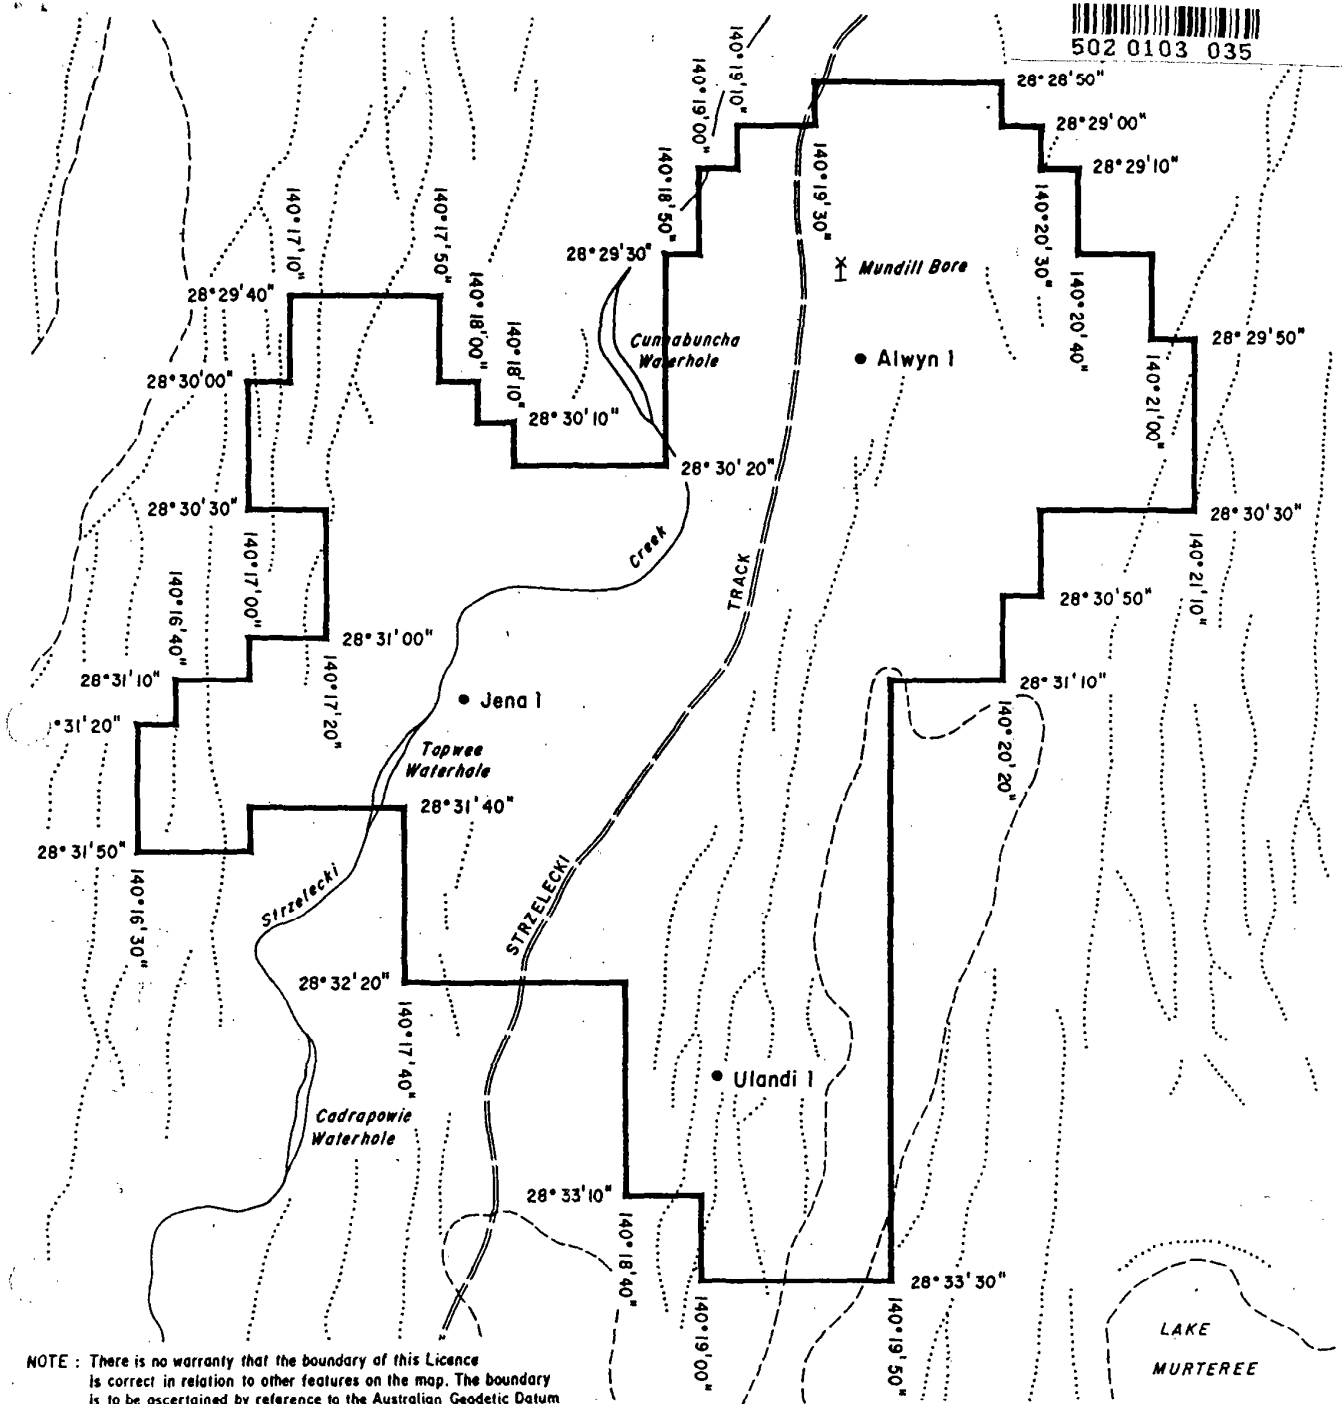 502 0103 035
140°19'10"
140°19'00"
28°28'50"
28°29'00"
28°29'10"
140°18'50"
140°19'30"
140°20'30"
28°29'30"
140°17'10"
140°17'50"
Mundill Bore
28°29'40"
140°18'00"
140°20'40"
140°18'10"
Cunnabuncha
Waterhole
Alwyn 1
28°29'50"
28°30'00"
140°21'00"
28°30'10"
28°30'20"
28°30'30"
28°30'30"
Creek
TRACK
140°17'00"
140°16'40"
140°21'10"
28°30'50"
28°31'00"
28°31'10"
140°17'20"
28°31'10"
°31'20"
Jena 1
140°20'20"
Tapwee
Waterhole
28°31'40"
28°31'50"
140°16'30"
Strzelecki
STRZELECKI
28°32'20"
140°17'40"
Ulandi 1
Cadrapowie
Waterhole
28°33'10"
140°18'40"
28°33'30"
140°19'00"
140°19'50"
LAKE
MURTEREE
NOTE : There is no warranty that the boundary of this Licence
is correct in relation to other features on the map. The boundary
is to be ascertained by reference to the Australian Geodetic Datum